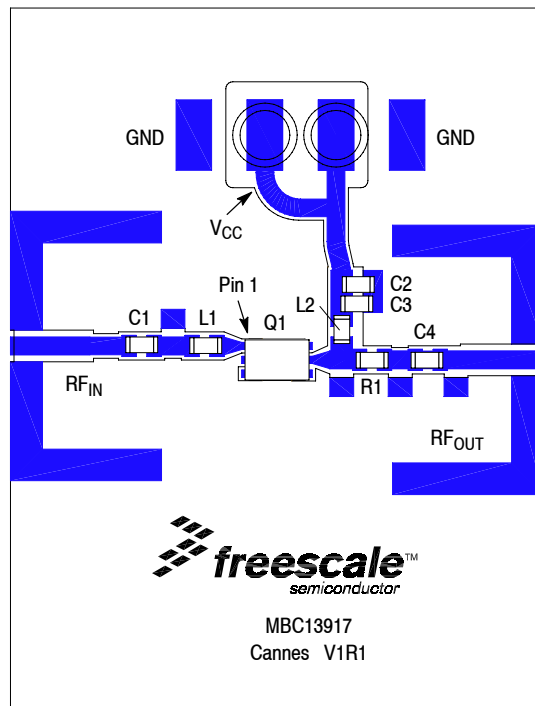 GND
GND
VCC
Pin 1
C2
C3
C1
L1
Q1
L2
C4
RFIN
R1
RFOUT
freescale™
semiconductor
MBC13917
Cannes V1R1